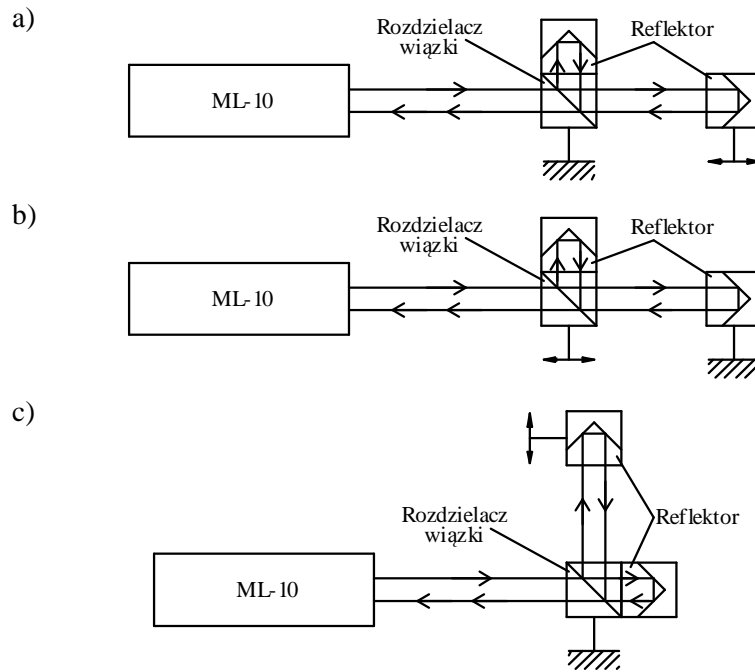 a)
Rozdzielacz
wiązki
Reflektor
ML-10
b)
Rozdzielacz
wiązki
Reflektor
ML-10
c)
Rozdzielacz
wiązki
Reflektor
ML-10